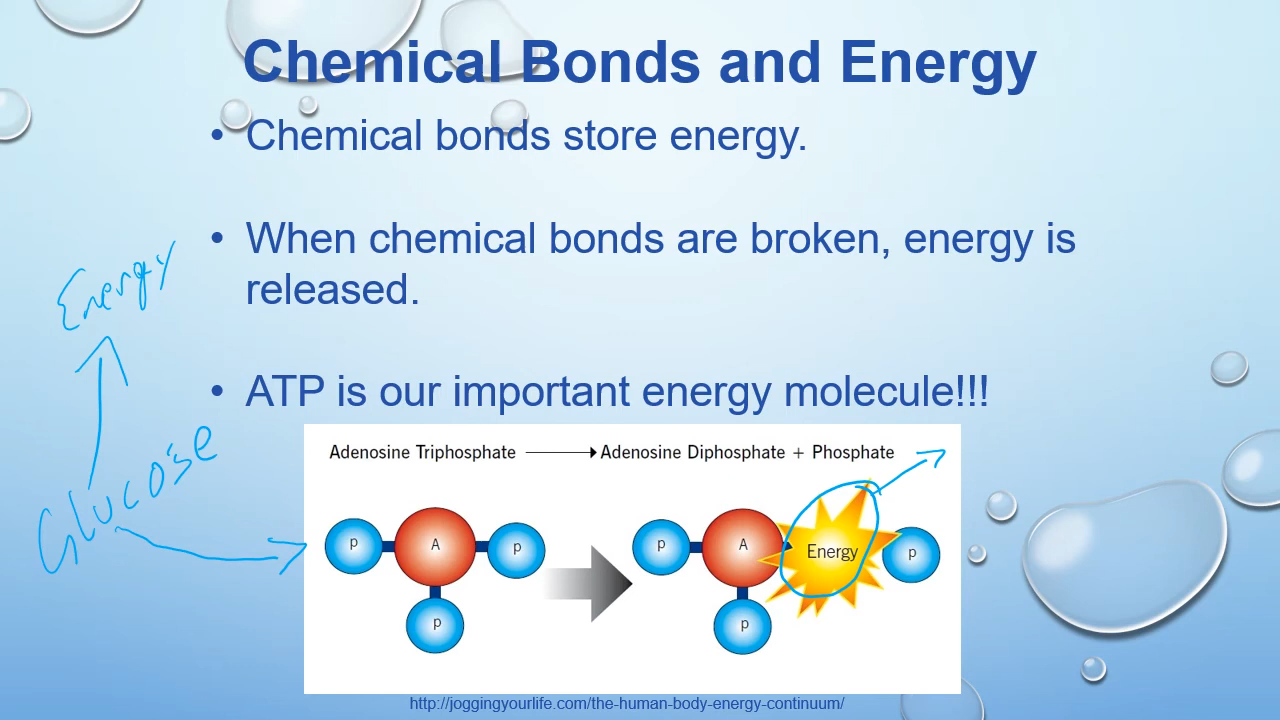 Chemical Bonds and Energy
• Chemical bonds store energy.
• When chemical bonds are broken, energy is
released.
Energy
• ATP is our important energy molecule!!!
Glucose
Adenosine Triphosphate → Adenosine Diphosphate + Phosphate
p A p p A Energy p
p p
http://joggingyourlife.com/the-human-body-energy-continuum/